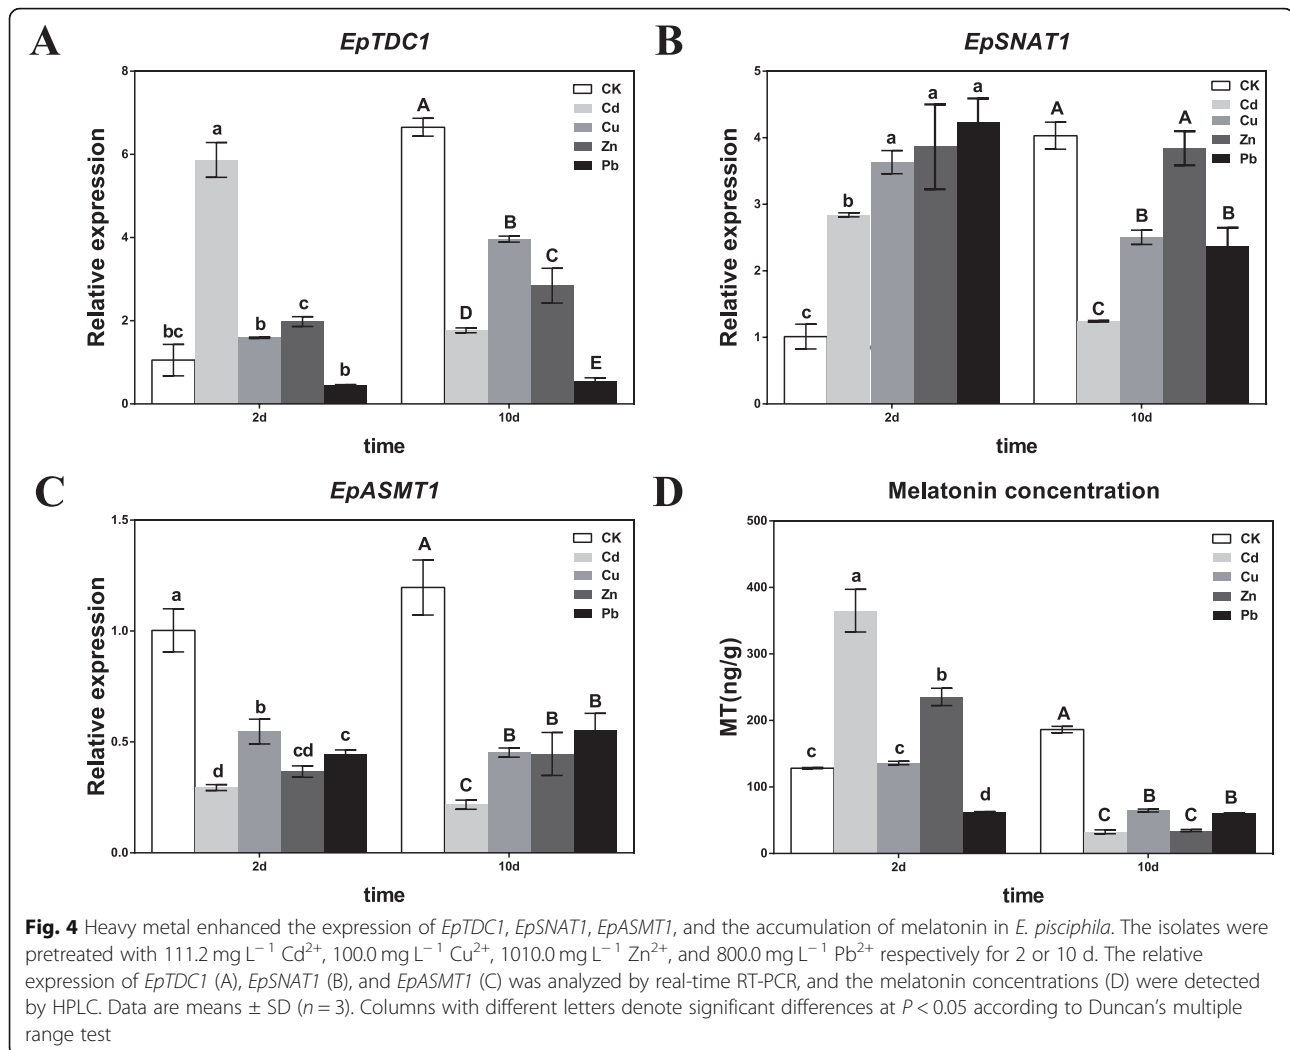 A
EpTDC1
Relative expression
8
6
4
2
0
CK
Cd
Cu
Zn
Pb
bc
a
b
c
b
A
D
B
C
E
2d
10d
time
B
EpSNAT1
Relative expression
5
4
3
2
1
0
CK
Cd
Cu
Zn
Pb
c
b
a
a
a
A
C
B
A
B
2d
10d
time
C
EpASMT1
Relative expression
1.5
1.0
0.5
0.0
CK
Cd
Cu
Zn
Pb
a
d
b
cd
c
A
C
B
B
B
2d
10d
time
D
Melatonin concentration
MT(ng/g)
500
400
300
200
100
0
CK
Cd
Cu
Zn
Pb
c
a
c
b
d
A
C
B
C
B
2d
10d
time
Fig. 4 Heavy metal enhanced the expression of EpTDC1, EpSNAT1, EpASMT1, and the accumulation of melatonin in E. pisciphila. The isolates were
pretreated with 111.2 mg L⁻¹ Cd²⁺, 100.0 mg L⁻¹ Cu²⁺, 1010.0 mg L⁻¹ Zn²⁺, and 800.0 mg L⁻¹ Pb²⁺ respectively for 2 or 10 d. The relative
expression of EpTDC1 (A), EpSNAT1 (B), and EpASMT1 (C) was analyzed by real-time RT-PCR, and the melatonin concentrations (D) were detected
by HPLC. Data are means ± SD (n = 3). Columns with different letters denote significant differences at P < 0.05 according to Duncan's multiple
range test